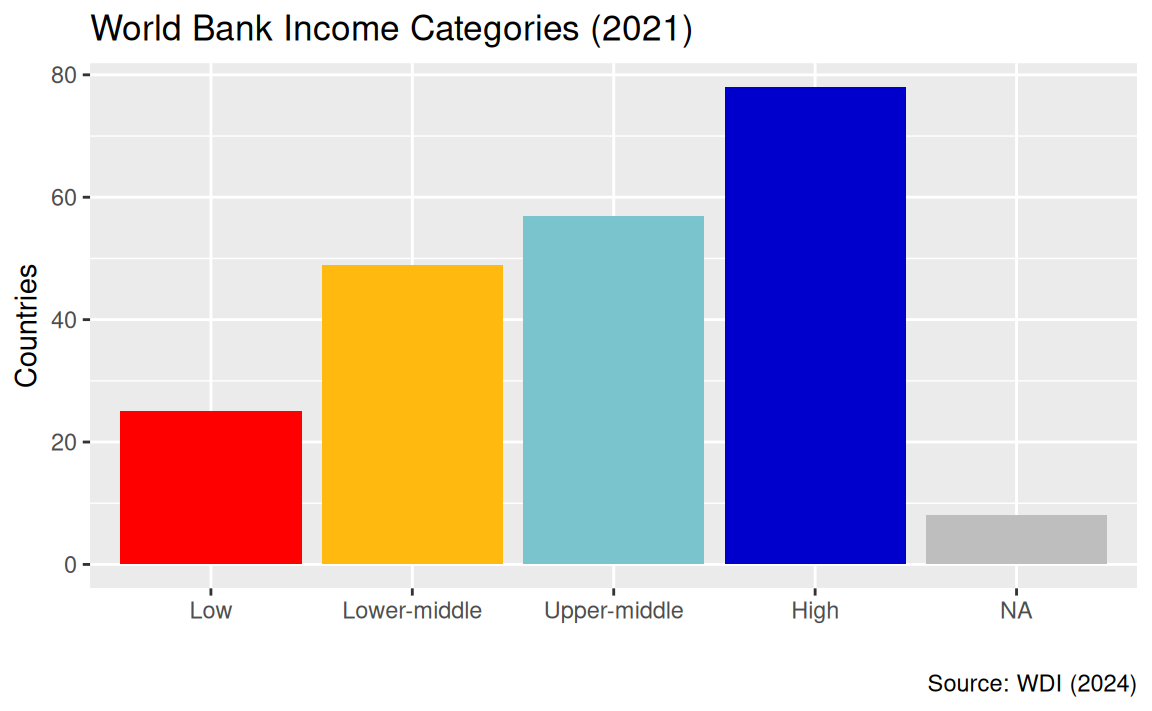 World Bank Income Categories (2021)
80
60
40
20
0
Countries
Low
Lower-middle
Upper-middle
High
NA
Source: WDI (2024)